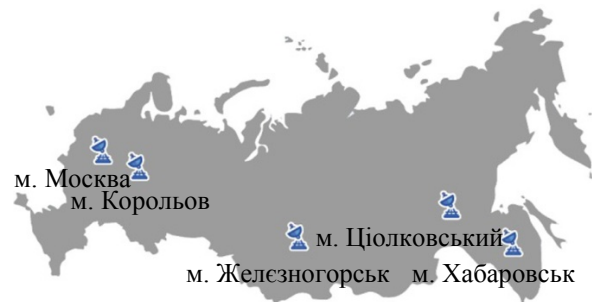 м. Москва
м. Корольов
м. Ціолковський
м. Желєзногорськ
м. Хабаровськ